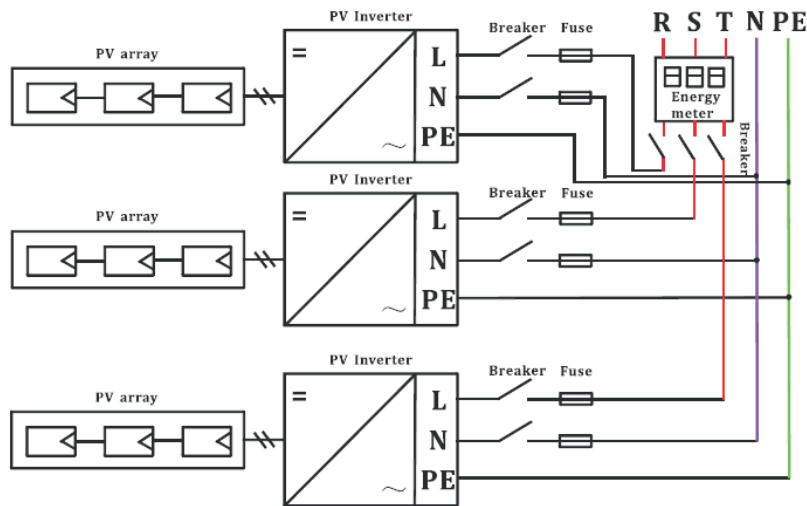 PV Inverter
Breaker Fuse
R S T N PE
PV array
=
L
N
PE
~
Energy
meter
Breaker
PV Inverter
PV array
=
Breaker Fuse
L
N
PE
~
PV Inverter
PV array
=
Breaker Fuse
L
N
PE
~